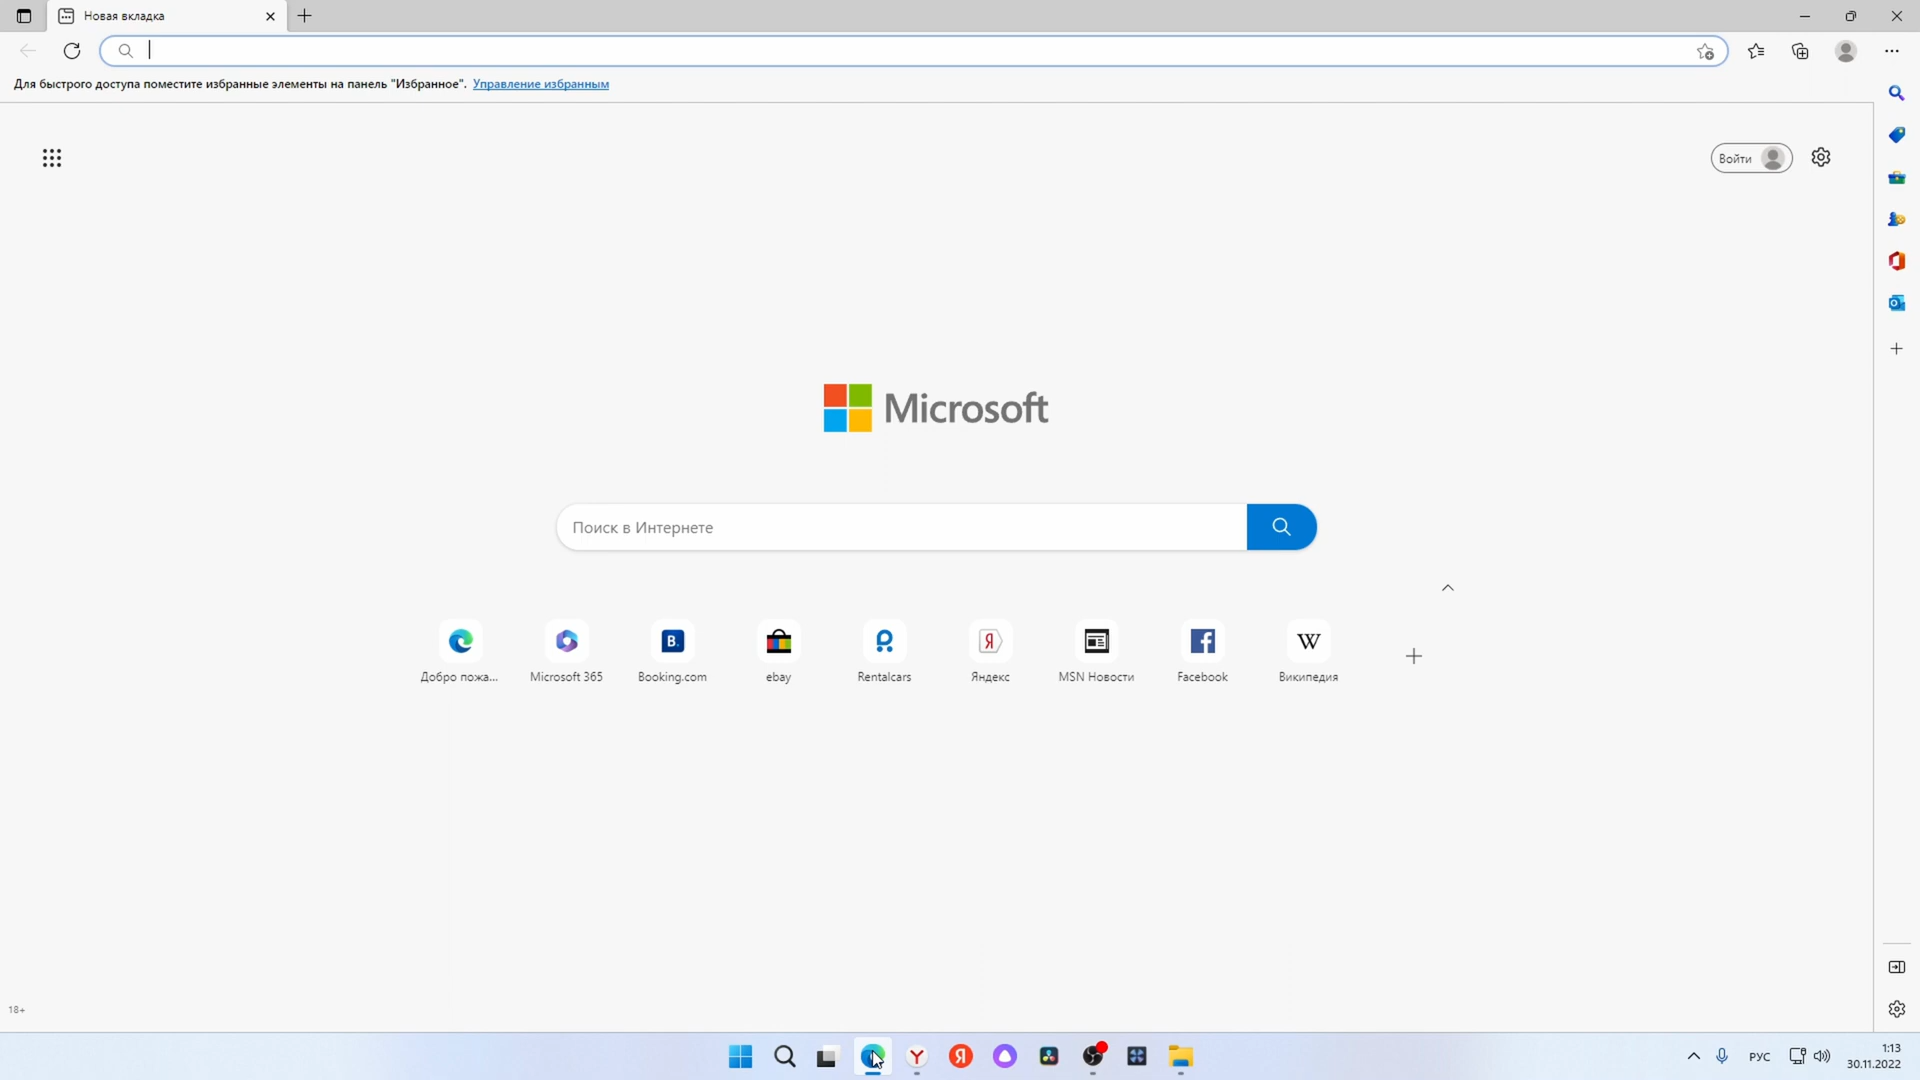 Новая вкладка
Для быстрого доступа поместите избранные элементы на панель "Избранное". Управление избранным
Войти
Microsoft
Поиск в Интернете
Добро пожа... Microsoft 365 Booking.com ebay Rentalcars Яндекс MSN Новости Facebook Википедия
18+
РУС
1:13
30.11.2022